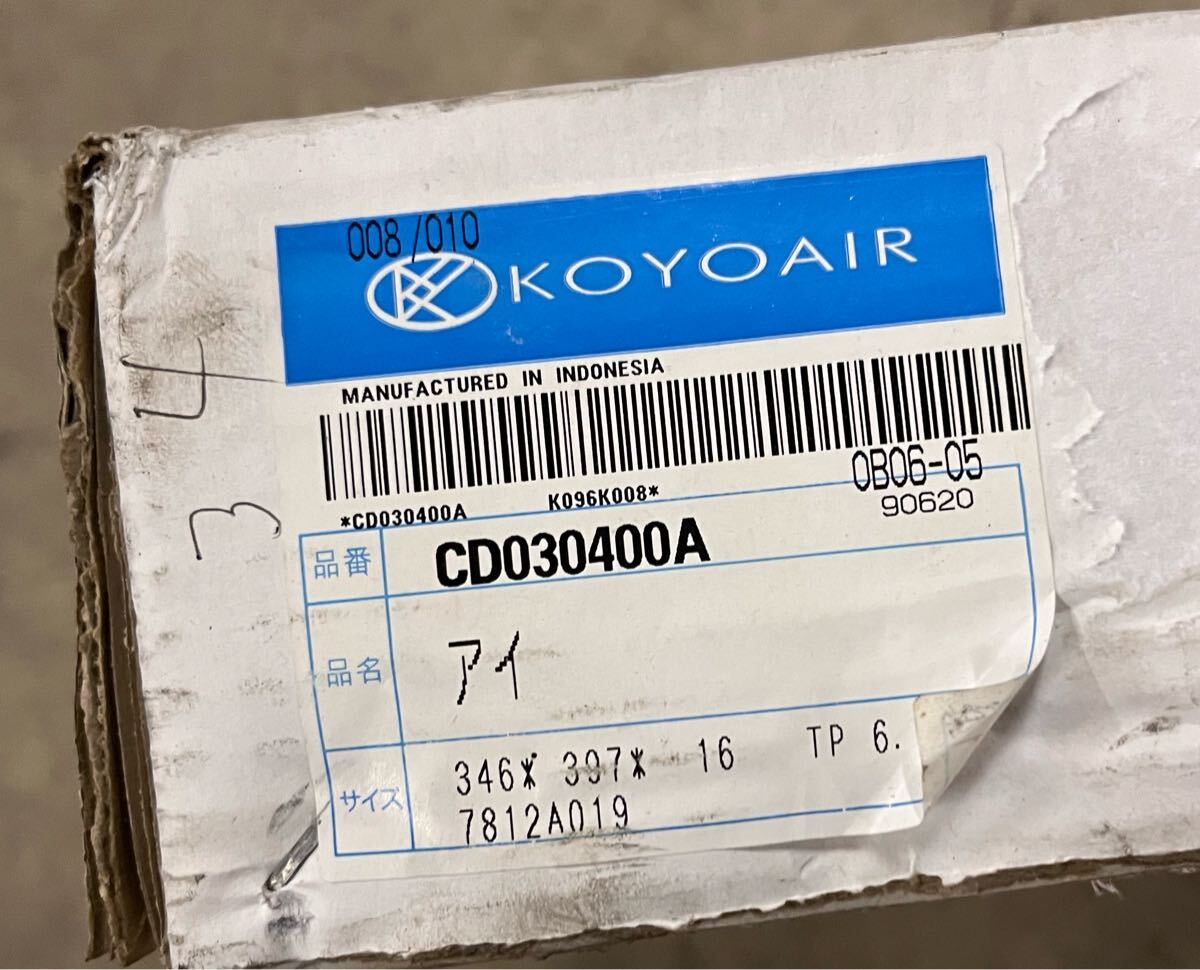 008/010
KOYOAIR
MANUFACTURED IN INDONESIA
*CD030400A K096K008*
0B06-05
90620
品番 CD030400A
品名 アイ
サイズ 346* 397* 16 TP 6.
7812A019
3 4